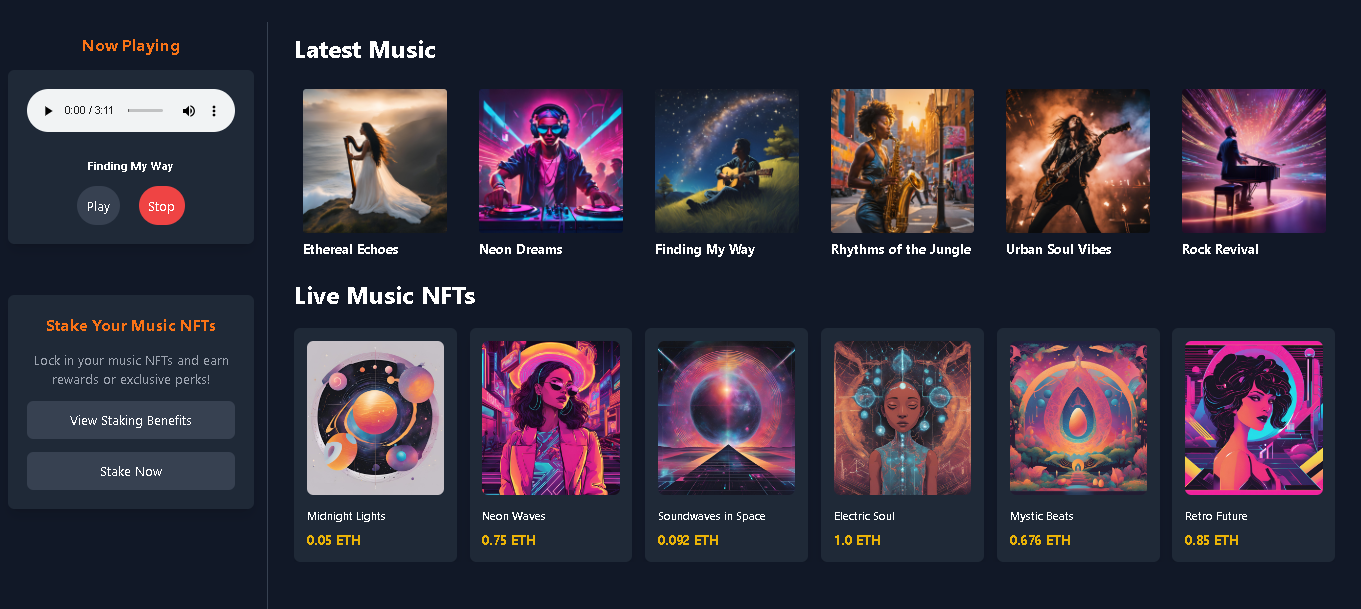 Now Playing
0:00 / 3:11
Finding My Way
Play
Stop
Stake Your Music NFTs
Lock in your music NFTs and earn
rewards or exclusive perks!
View Staking Benefits
Stake Now
Latest Music
Ethereal Echoes
Neon Dreams
Finding My Way
Rhythms of the Jungle
Urban Soul Vibes
Rock Revival
Live Music NFTs
Midnight Lights
0.05 ETH
Neon Waves
0.75 ETH
Soundwaves in Space
0.092 ETH
Electric Soul
1.0 ETH
Mystic Beats
0.676 ETH
Retro Future
0.85 ETH